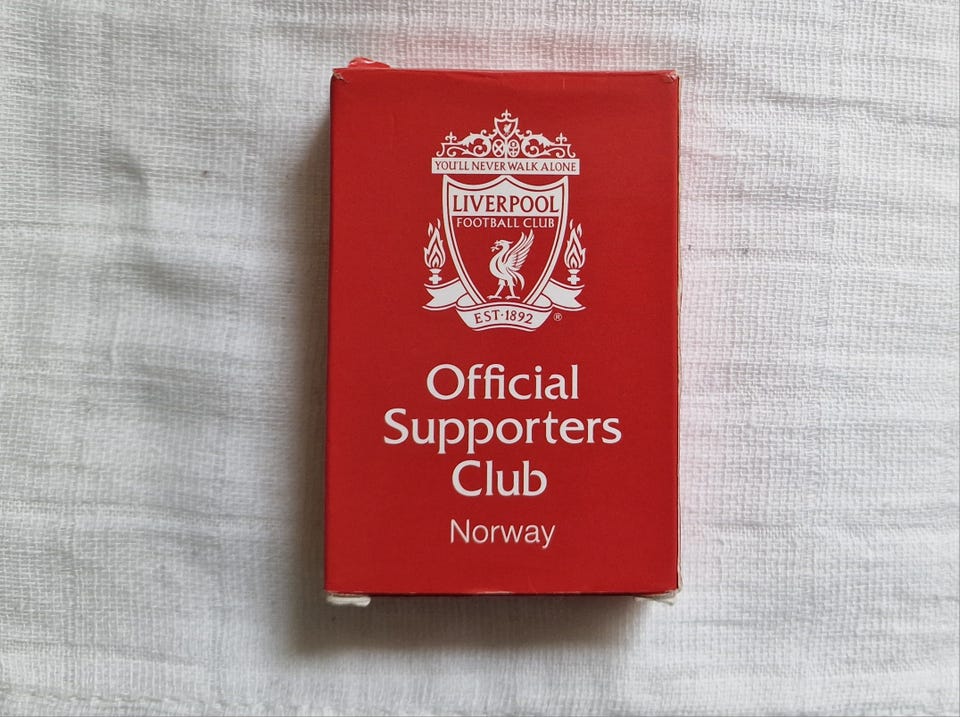 YOU'LL NEVER WALK ALONE
LIVERPOOL
FOOTBALL CLUB
EST·1892 ®
Official
Supporters
Club
Norway